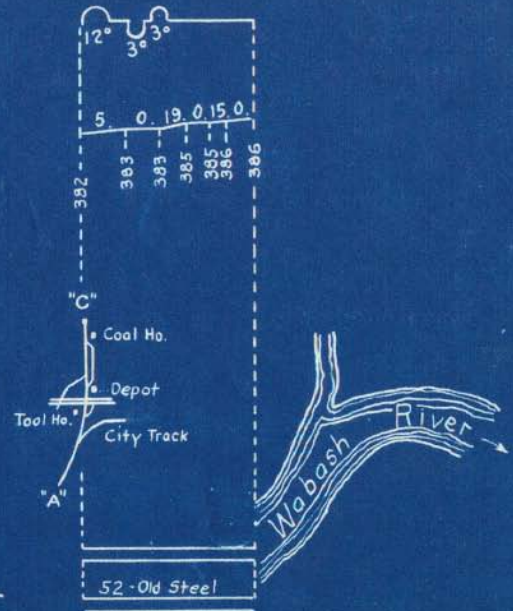 12° 3° 3°
5. 0. 19. 0. 15. 0.
382 383 383 385 385 386 386
"C"
Coal Ho.
Depot
Tool Ho.
City Track
"A"
Wabash River
52-Old Steel